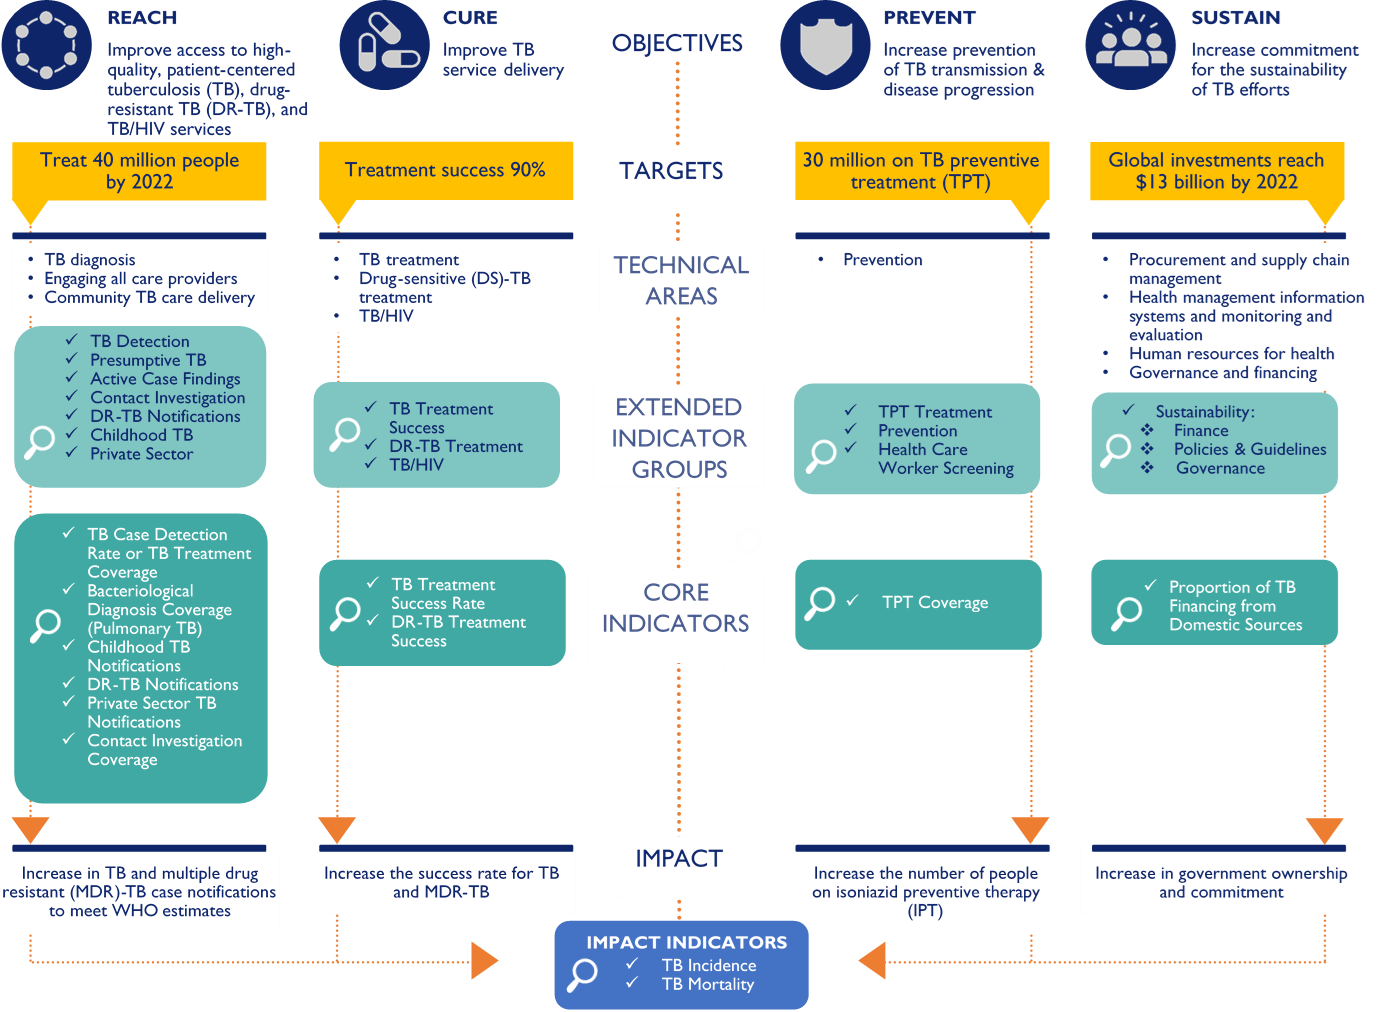 REACH
Improve access to high-
quality, patient-centered
tuberculosis (TB), drug-
resistant TB (DR-TB), and
TB/HIV services
CURE
Improve TB
service delivery
OBJECTIVES
PREVENT
Increase prevention
of TB transmission &
disease progression
SUSTAIN
Increase commitment
for the sustainability
of TB efforts
Treat 40 million people
by 2022
Treatment success 90%
TARGETS
30 million on TB preventive
treatment (TPT)
Global investments reach
$13 billion by 2022
• TB diagnosis
• Engaging all care providers
• Community TB care delivery
• TB treatment
• Drug-sensitive (DS)-TB
treatment
• TB/HIV
TECHNICAL
AREAS
• Prevention
• Procurement and supply chain
management
• Health management information
systems and monitoring and
evaluation
• Human resources for health
• Governance and financing
✓ TB Detection
✓ Presumptive TB
✓ Active Case Findings
✓ Contact Investigation
✓ DR-TB Notifications
✓ Childhood TB
✓ Private Sector
✓ TB Treatment
Success
✓ DR-TB Treatment
✓ TB/HIV
EXTENDED
INDICATOR
GROUPS
✓ TPT Treatment
✓ Prevention
✓ Health Care
Worker Screening
✓ Sustainability:
❖ Finance
❖ Policies & Guidelines
❖ Governance
✓ TB Case Detection
Rate or TB Treatment
Coverage
✓ Bacteriological
Diagnosis Coverage
(Pulmonary TB)
✓ Childhood TB
Notifications
✓ DR-TB Notifications
✓ Private Sector TB
Notifications
✓ Contact Investigation
Coverage
✓ TB Treatment
Success Rate
✓ DR-TB Treatment
Success
CORE
INDICATORS
✓ TPT Coverage
✓ Proportion of TB
Financing from
Domestic Sources
Increase in TB and multiple drug
resistant (MDR)-TB case notifications
to meet WHO estimates
Increase the success rate for TB
and MDR-TB
IMPACT
Increase the number of people
on isoniazid preventive therapy
(IPT)
Increase in government ownership
and commitment
IMPACT INDICATORS
✓ TB Incidence
✓ TB Mortality